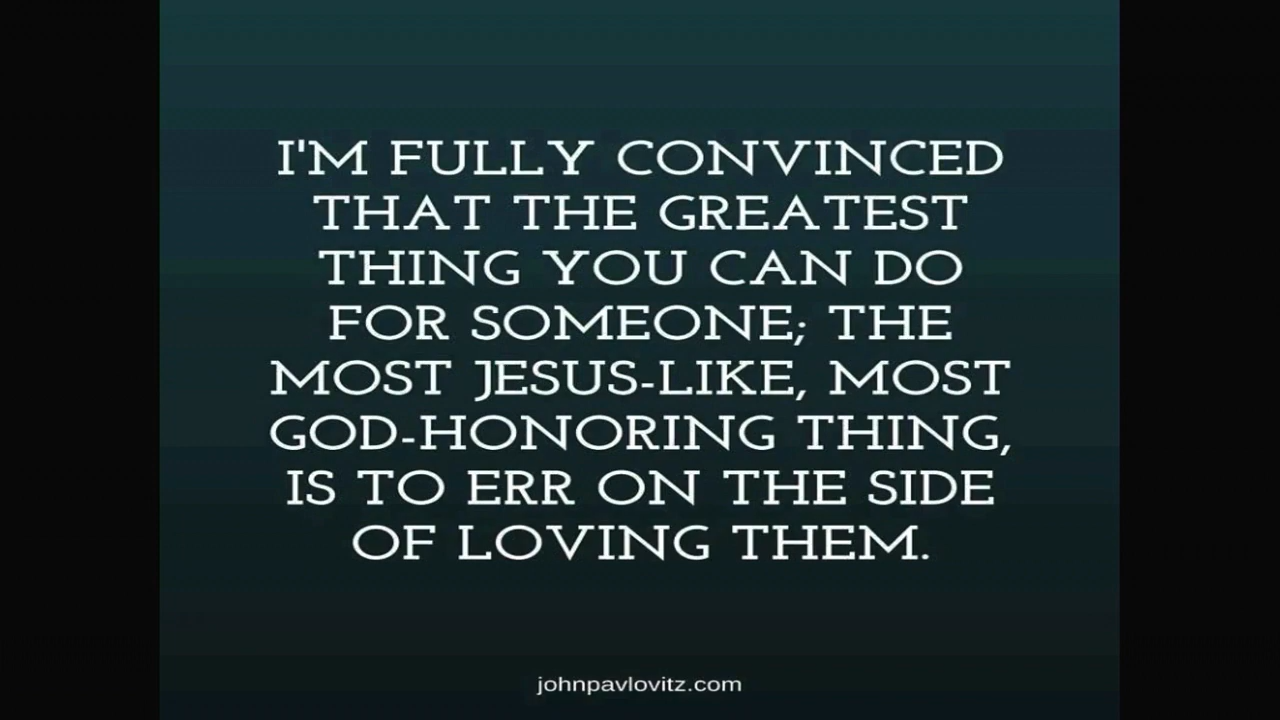 I'M FULLY CONVINCED
THAT THE GREATEST
THING YOU CAN DO
FOR SOMEONE; THE
MOST JESUS-LIKE, MOST
GOD-HONORING THING,
IS TO ERR ON THE SIDE
OF LOVING THEM.
johnpavlovitz.com